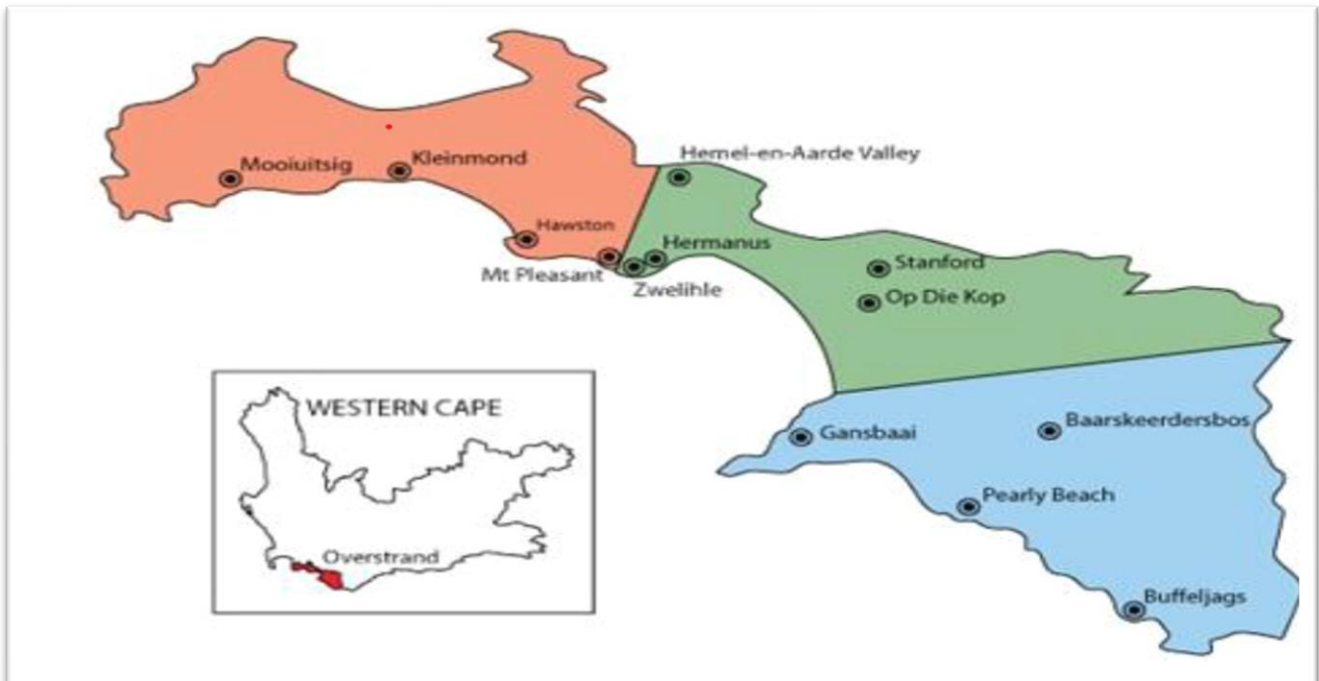 Hemel-en-Aarde Valley
Mooiuitsig
Kleinmond
Hawston
Hermanus
Mt Pleasant
Zwelihle
Stanford
Op Die Kop
WESTERN CAPE
Overstrand
Gansbaai
Baarskeerdersbos
Pearly Beach
Buffeljags